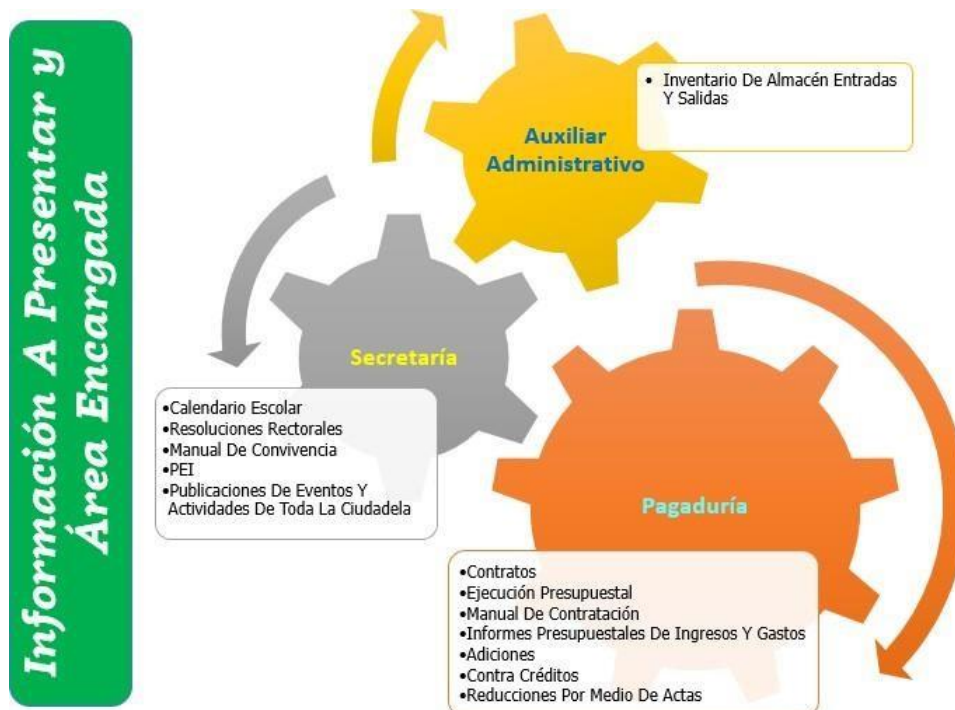 Información A Presentar y
Área Encargada
Auxiliar
Administrativo
• Inventario De Almacén Entradas
Y Salidas
Secretaría
•Calendario Escolar
•Resoluciones Rectorales
•Manual De Convivencia
•PEI
•Publicaciones De Eventos Y
Actividades De Toda La Ciudadela
Pagaduría
•Contratos
•Ejecución Presupuestal
•Manual De Contratación
•Informes Presupuestales De Ingresos Y Gastos
•Adiciones
•Contra Créditos
•Reducciones Por Medio De Actas